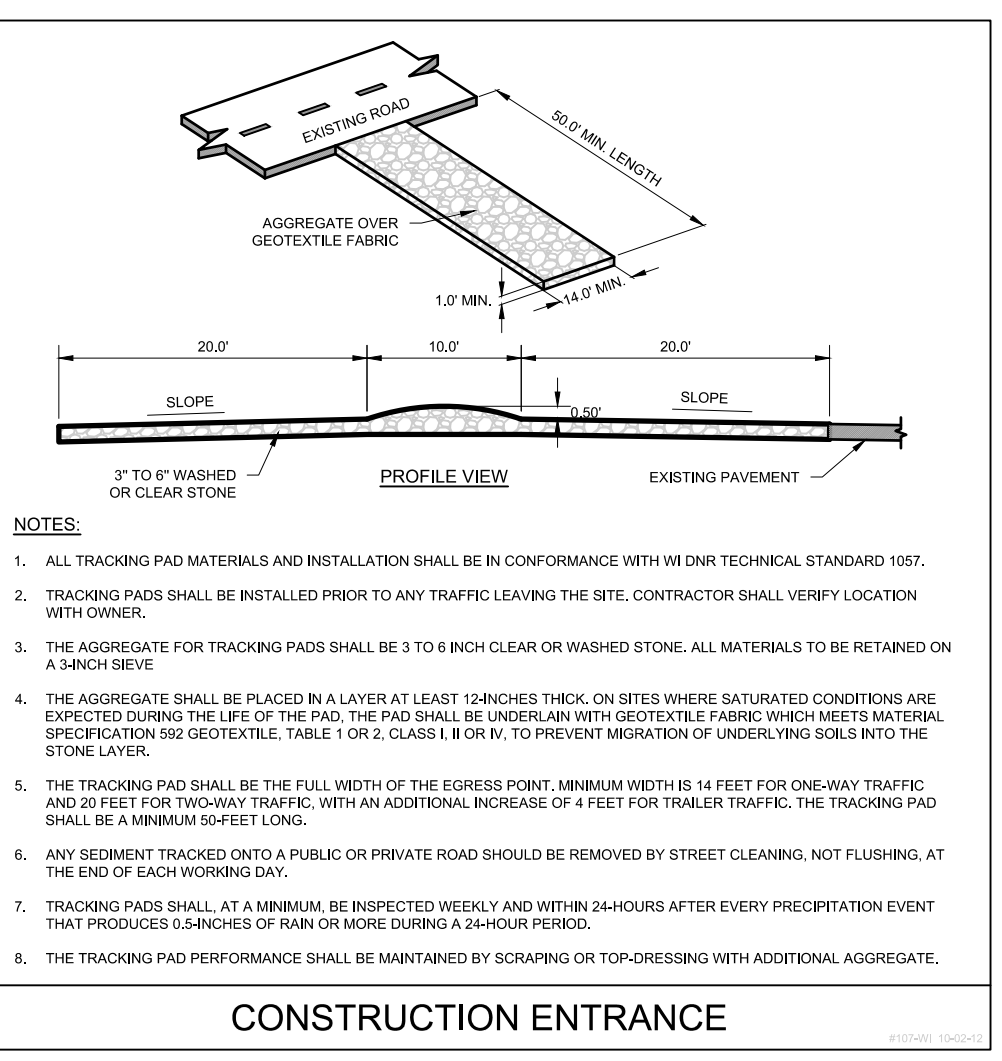 EXISTING ROAD
50.0' MIN. LENGTH
AGGREGATE OVER
GEOTEXTILE FABRIC
1.0' MIN.
14.0' MIN.
20.0'
10.0'
20.0'
SLOPE
0.50'
SLOPE
3" TO 6" WASHED
OR CLEAR STONE
PROFILE VIEW
EXISTING PAVEMENT
NOTES:
1. ALL TRACKING PAD MATERIALS AND INSTALLATION SHALL BE IN CONFORMANCE WITH WI DNR TECHNICAL STANDARD 1057.
2. TRACKING PADS SHALL BE INSTALLED PRIOR TO ANY TRAFFIC LEAVING THE SITE. CONTRACTOR SHALL VERIFY LOCATION
WITH OWNER.
3. THE AGGREGATE FOR TRACKING PADS SHALL BE 3 TO 6 INCH CLEAR OR WASHED STONE. ALL MATERIALS TO BE RETAINED ON
A 3-INCH SIEVE
4. THE AGGREGATE SHALL BE PLACED IN A LAYER AT LEAST 12-INCHES THICK. ON SITES WHERE SATURATED CONDITIONS ARE
EXPECTED DURING THE LIFE OF THE PAD, THE PAD SHALL BE UNDERLAIN WITH GEOTEXTILE FABRIC WHICH MEETS MATERIAL
SPECIFICATION 592 GEOTEXTILE, TABLE 1 OR 2, CLASS I, II OR IV, TO PREVENT MIGRATION OF UNDERLYING SOILS INTO THE
STONE LAYER.
5. THE TRACKING PAD SHALL BE THE FULL WIDTH OF THE EGRESS POINT. MINIMUM WIDTH IS 14 FEET FOR ONE-WAY TRAFFIC
AND 20 FEET FOR TWO-WAY TRAFFIC, WITH AN ADDITIONAL INCREASE OF 4 FEET FOR TRAILER TRAFFIC. THE TRACKING PAD
SHALL BE A MINIMUM 50-FEET LONG.
6. ANY SEDIMENT TRACKED ONTO A PUBLIC OR PRIVATE ROAD SHOULD BE REMOVED BY STREET CLEANING, NOT FLUSHING, AT
THE END OF EACH WORKING DAY.
7. TRACKING PADS SHALL, AT A MINIMUM, BE INSPECTED WEEKLY AND WITHIN 24-HOURS AFTER EVERY PRECIPITATION EVENT
THAT PRODUCES 0.5-INCHES OF RAIN OR MORE DURING A 24-HOUR PERIOD.
8. THE TRACKING PAD PERFORMANCE SHALL BE MAINTAINED BY SCRAPING OR TOP-DRESSING WITH ADDITIONAL AGGREGATE.
CONSTRUCTION ENTRANCE
#107-WI 10-02-12